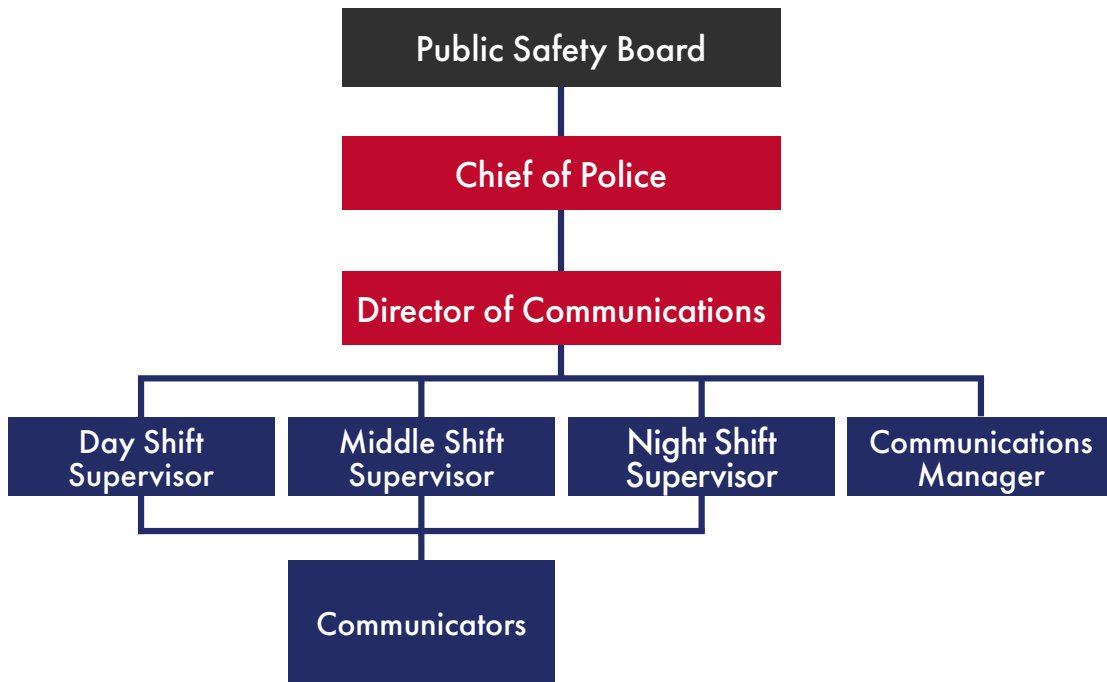 Public Safety Board
Chief of Police
Director of Communications
Day Shift
Supervisor
Middle Shift
Supervisor
Night Shift
Supervisor
Communications
Manager
Communicators